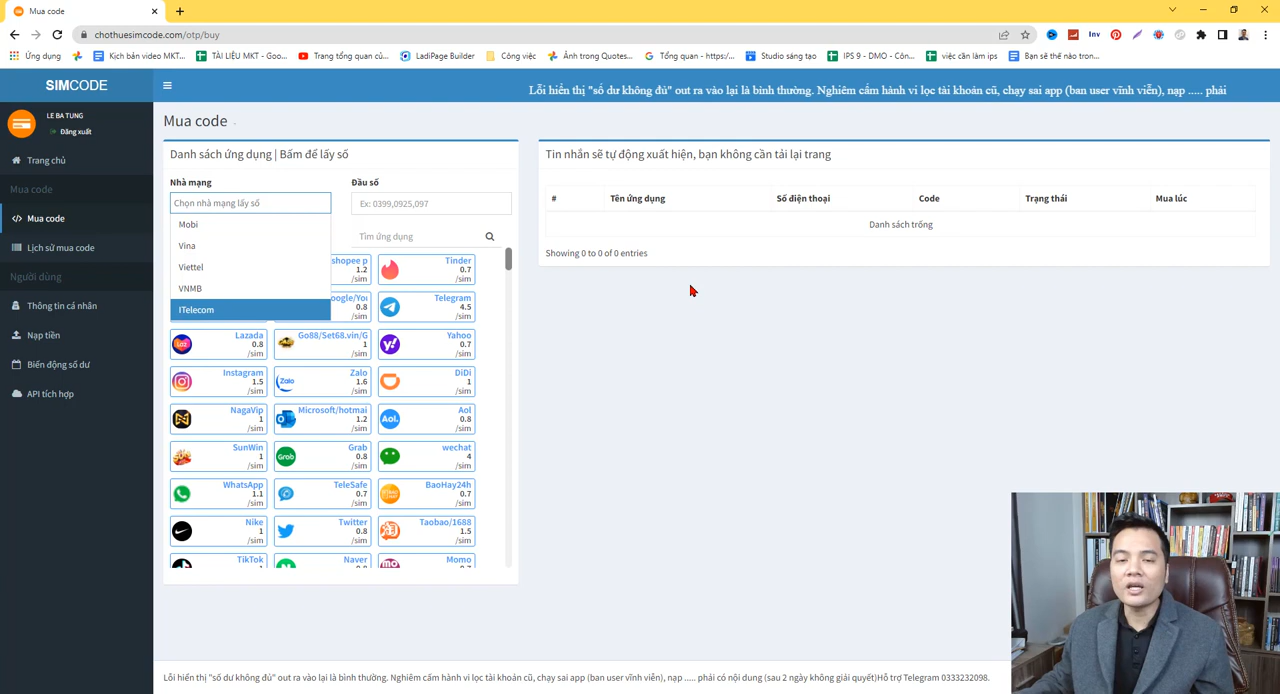 Mua code
chothuesimcode.com/otp/buy
Ứng dụng
Kịch bản video MKT...
TÀI LIỆU MKT - Goo...
Trang tổng quan củ...
LadiPage Builder
Công việc
Ảnh trong Quotes...
Tổng quan - https:/...
Studio sáng tạo
IPS 9 - DMO - Côn...
việc cần làm ips
Bạn sẽ thế nào tron...
Inv
SIMCODE
Lỗi hiển thị "số dư không đủ" out ra vào lại là bình thường. Nghiêm cấm hành vi lọc tài khoản cũ, chạy sai app (ban user vĩnh viễn), nạp ..... phải
LE BA TUNG
Đăng xuất
Trang chủ
Mua code
Mua code
Lịch sử mua code
Người dùng
Thông tin cá nhân
Nạp tiền
Biến động số dư
API tích hợp
Mua code
Danh sách ứng dụng | Bấm để lấy số
Nhà mạng
Đầu số
Chọn nhà mạng lấy số
Ex: 0399,0925,097
Mobi
Vina
Viettel
VNMB
ITelecom
Tìm ứng dụng
shopee p
1.2
/sim
Tinder
0.7
/sim
0.8
/sim
Telegram
4.5
/sim
Lazada
0.8
/sim
Go88/Set68.vin/G
1
/sim
Yahoo
0.7
/sim
Instagram
1.5
/sim
Zalo
Zalo
1.6
/sim
DiDi
1
/sim
NagaVip
1
/sim
Microsoft/hotmai
1.2
/sim
Aol.
Aol
0.8
/sim
SunWin
1
/sim
Grab
Grab
0.8
/sim
wechat
4
/sim
WhatsApp
1.1
/sim
TeleSafe
0.7
/sim
BaoHay24h
0.7
/sim
Nike
1
/sim
Twitter
0.8
/sim
Taobao/1688
1.5
/sim
TikTok
Naver
Momo
Tin nhắn sẽ tự động xuất hiện, bạn không cần tải lại trang
# Tên ứng dụng Số điện thoại Code Trạng thái Mua lúc
Danh sách trống
Showing 0 to 0 of 0 entries
Lỗi hiển thị "số dư không đủ" out ra vào lại là bình thường. Nghiêm cấm hành vi lọc tài khoản cũ, chạy sai app (ban user vĩnh viễn), nạp ..... phải có nội dung (sau 2 ngày không giải quyết)Hỗ trợ Telegram 0333232098.